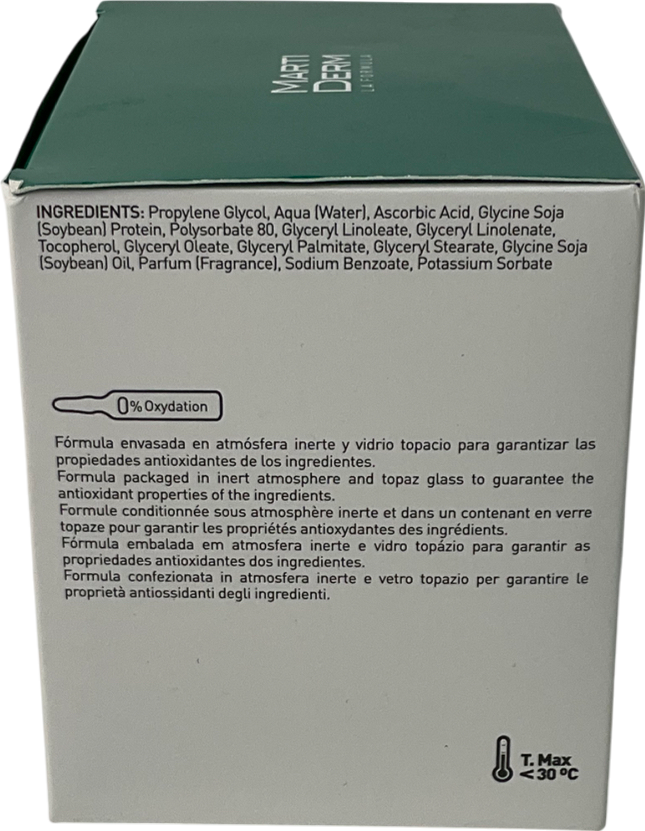 MARTI
DERM
LA FORMULA
INGREDIENTS: Propylene Glycol, Aqua (Water), Ascorbic Acid, Glycine Soja
(Soybean) Protein, Polysorbate 80, Glyceryl Linoleate, Glyceryl Linolenate,
Tocopherol, Glyceryl Oleate, Glyceryl Palmitate, Glyceryl Stearate, Glycine Soja
(Soybean) Oil, Parfum (Fragrance), Sodium Benzoate, Potassium Sorbate
0% Oxydation
Fórmula envasada en atmósfera inerte y vidrio topacio para garantizar las
propiedades antioxidantes de los ingredientes.
Formula packaged in inert atmosphere and topaz glass to guarantee the
antioxidant properties of the ingredients.
Formule conditionnée sous atmosphère inerte et dans un contenant en verre
topaze pour garantir les propriétés antioxydantes des ingrédients.
Fórmula embalada em atmosfera inerte e vidro topázio para garantir as
propriedades antioxidantes dos ingredientes.
Formula confezionata in atmosfera inerte e vetro topazio per garantire le
proprietà antiossidanti degli ingredienti.
T. Max
<30 ºC